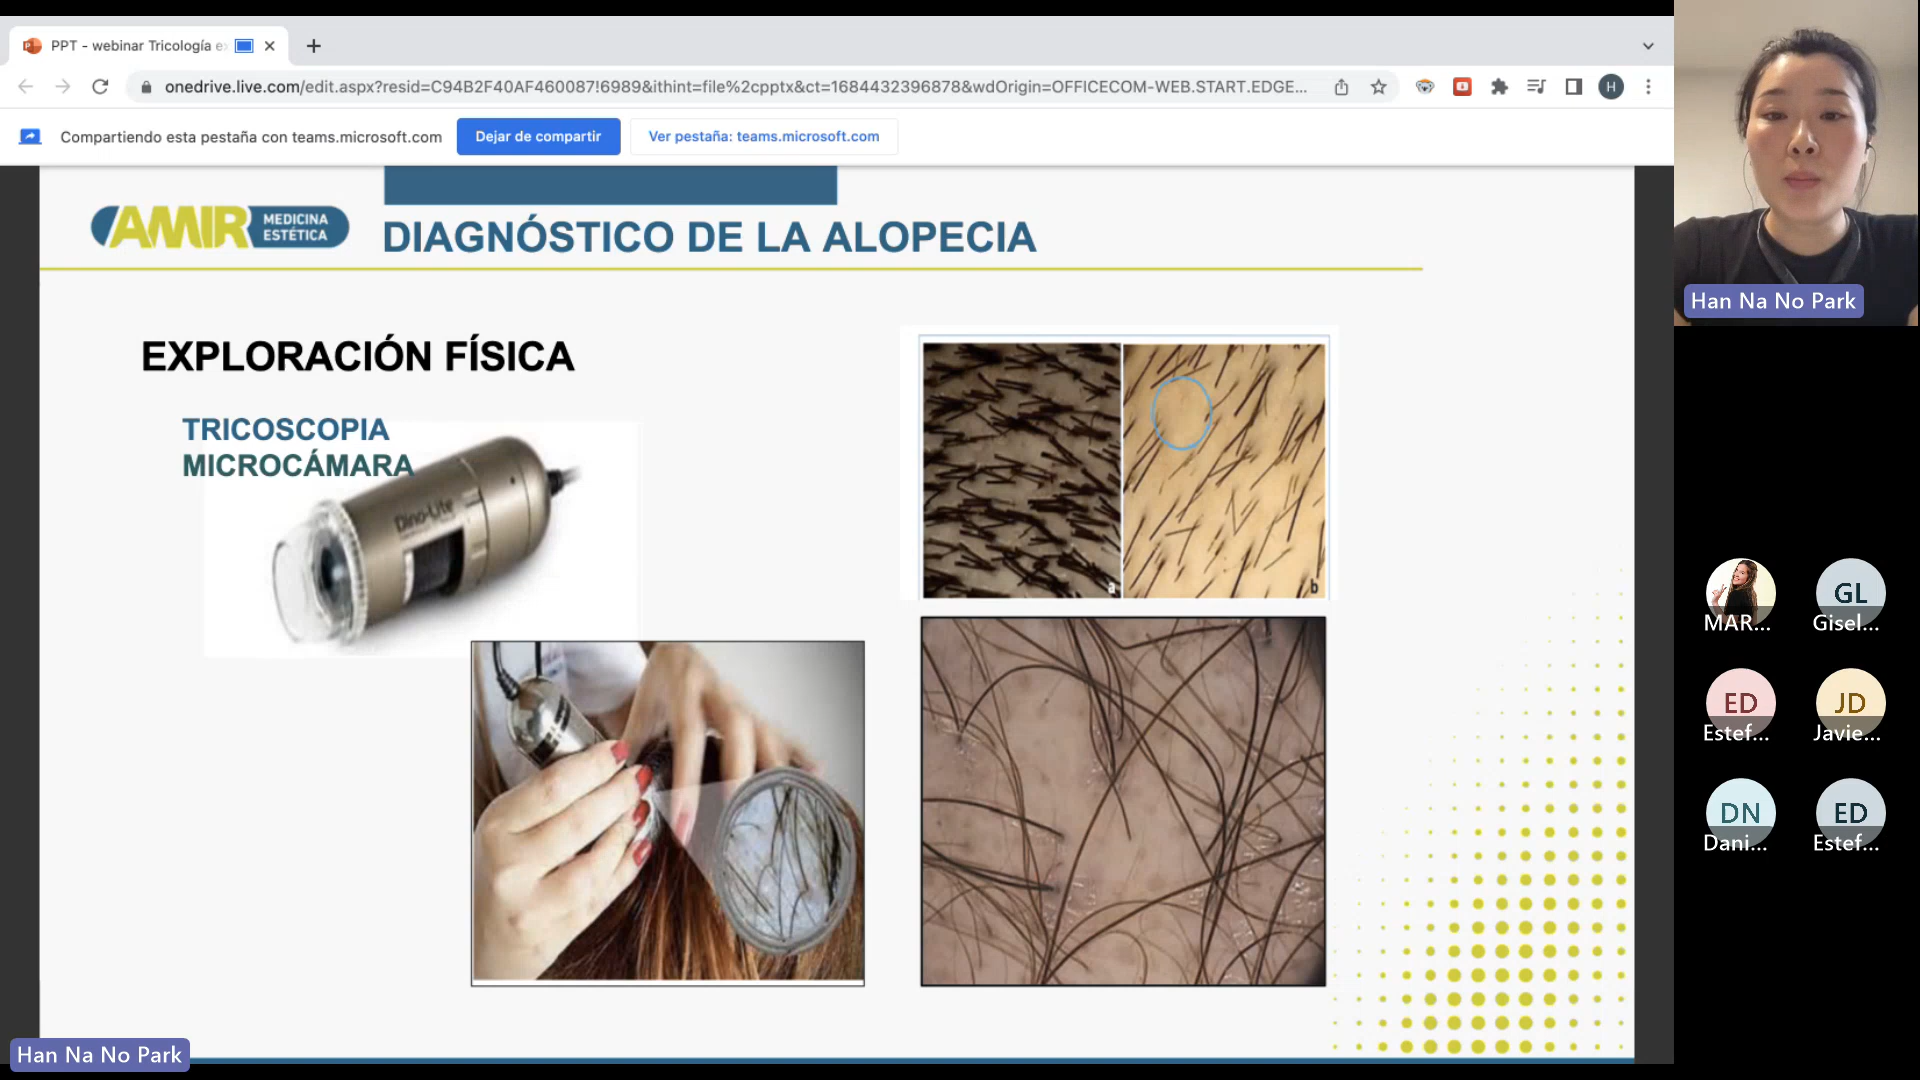 PPT - webinar Tricología e
onedrive.live.com/edit.aspx?resid=C94B2F40AF460087!6989&ithint=file%2cpptx&ct=1684432396878&wdOrigin=OFFICECOM-WEB.START.EDGE...
H
Compartiendo esta pestaña con teams.microsoft.com
Dejar de compartir
Ver pestaña: teams.microsoft.com
AMIR MEDICINA
ESTÉTICA
DIAGNÓSTICO DE LA ALOPECIA
EXPLORACIÓN FÍSICA
TRICOSCOPIA
MICROCÁMARA
Dino-Lite
a
b
Han Na No Park
Han Na No Park
MAR...
GL
Gisel...
ED
Estef...
JD
Javie...
DN
Dani...
ED
Estef...